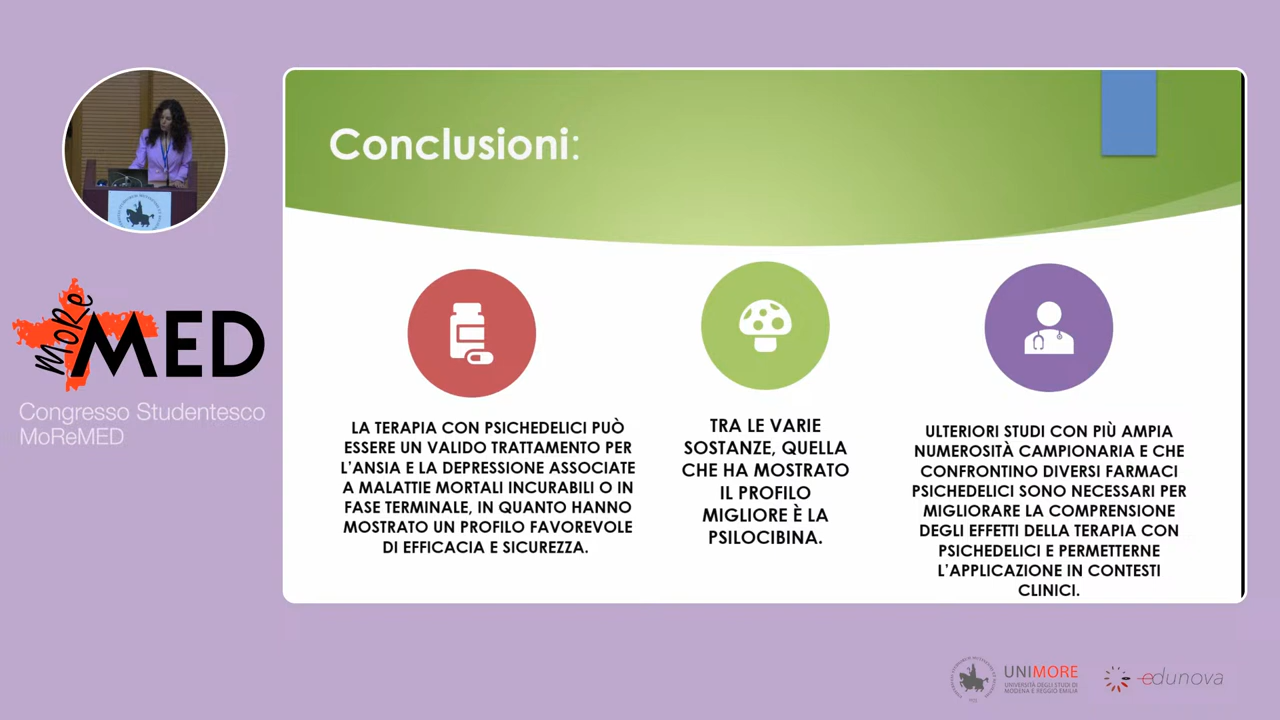 Conclusioni:
LA TERAPIA CON PSICHEDELICI PUÒ
ESSERE UN VALIDO TRATTAMENTO PER
L'ANSIA E LA DEPRESSIONE ASSOCIATE
A MALATTIE MORTALI INCURABILI O IN
FASE TERMINALE, IN QUANTO HANNO
MOSTRATO UN PROFILO FAVOREVOLE
DI EFFICACIA E SICUREZZA.
TRA LE VARIE
SOSTANZE, QUELLA
CHE HA MOSTRATO
IL PROFILO
MIGLIORE È LA
PSILOCIBINA.
ULTERIORI STUDI CON PIÙ AMPIA
NUMEROSITÀ CAMPIONARIA E CHE
CONFRONTINO DIVERSI FARMACI
PSICHEDELICI SONO NECESSARI PER
MIGLIORARE LA COMPRENSIONE
DEGLI EFFETTI DELLA TERAPIA CON
PSICHEDELICI E PERMETTERNE
L'APPLICAZIONE IN CONTESTI
CLINICI.
MoRe MED
Congresso Studentesco
MoReMED
UNIMORE
UNIVERSITÀ DEGLI STUDI DI
MODENA E REGGIO EMILIA
edunova